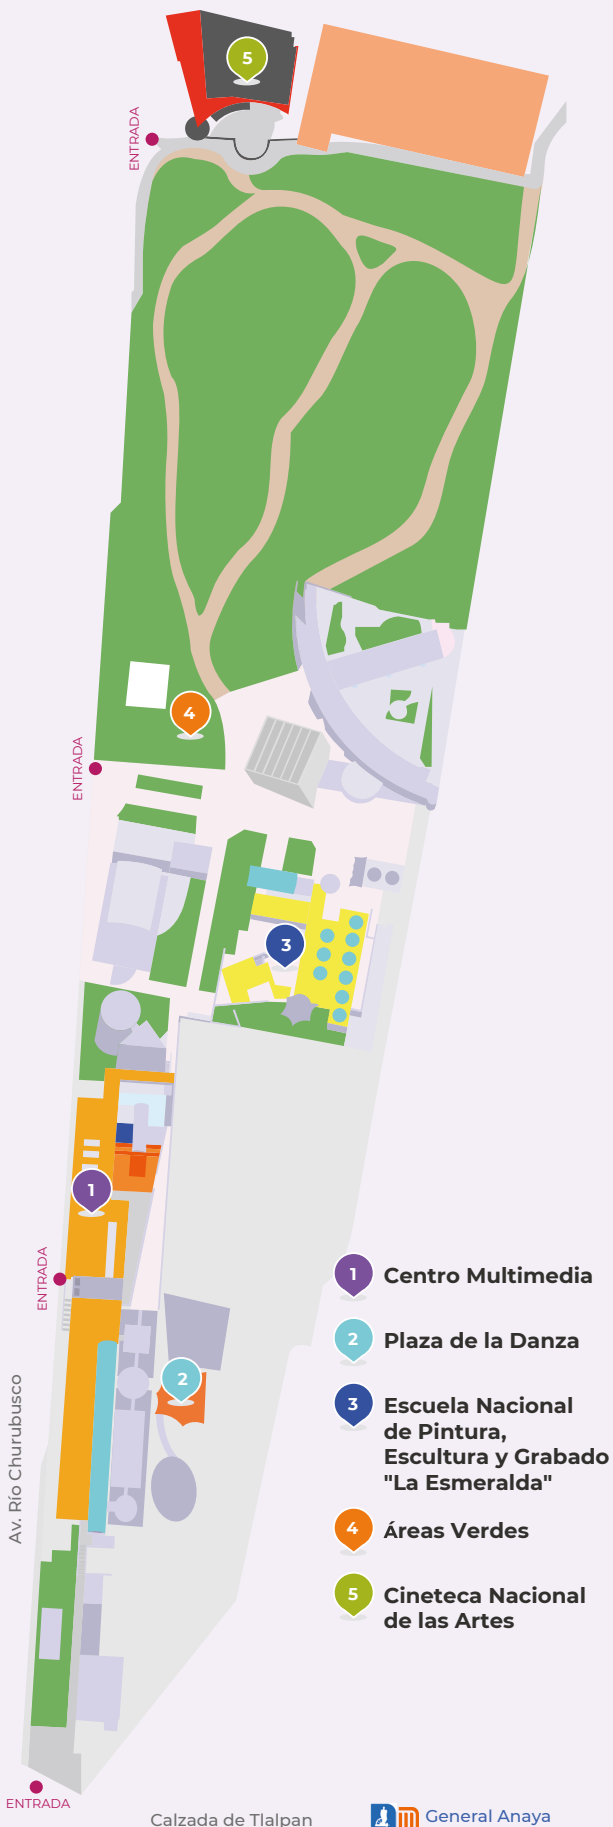 5
ENTRADA
4
ENTRADA
3
1
ENTRADA
2
Av. Río Churubusco
1 Centro Multimedia
2 Plaza de la Danza
3 Escuela Nacional
de Pintura,
Escultura y Grabado
"La Esmeralda"
4 Áreas Verdes
5 Cineteca Nacional
de las Artes
ENTRADA
Calzada de Tlalpan
General Anaya